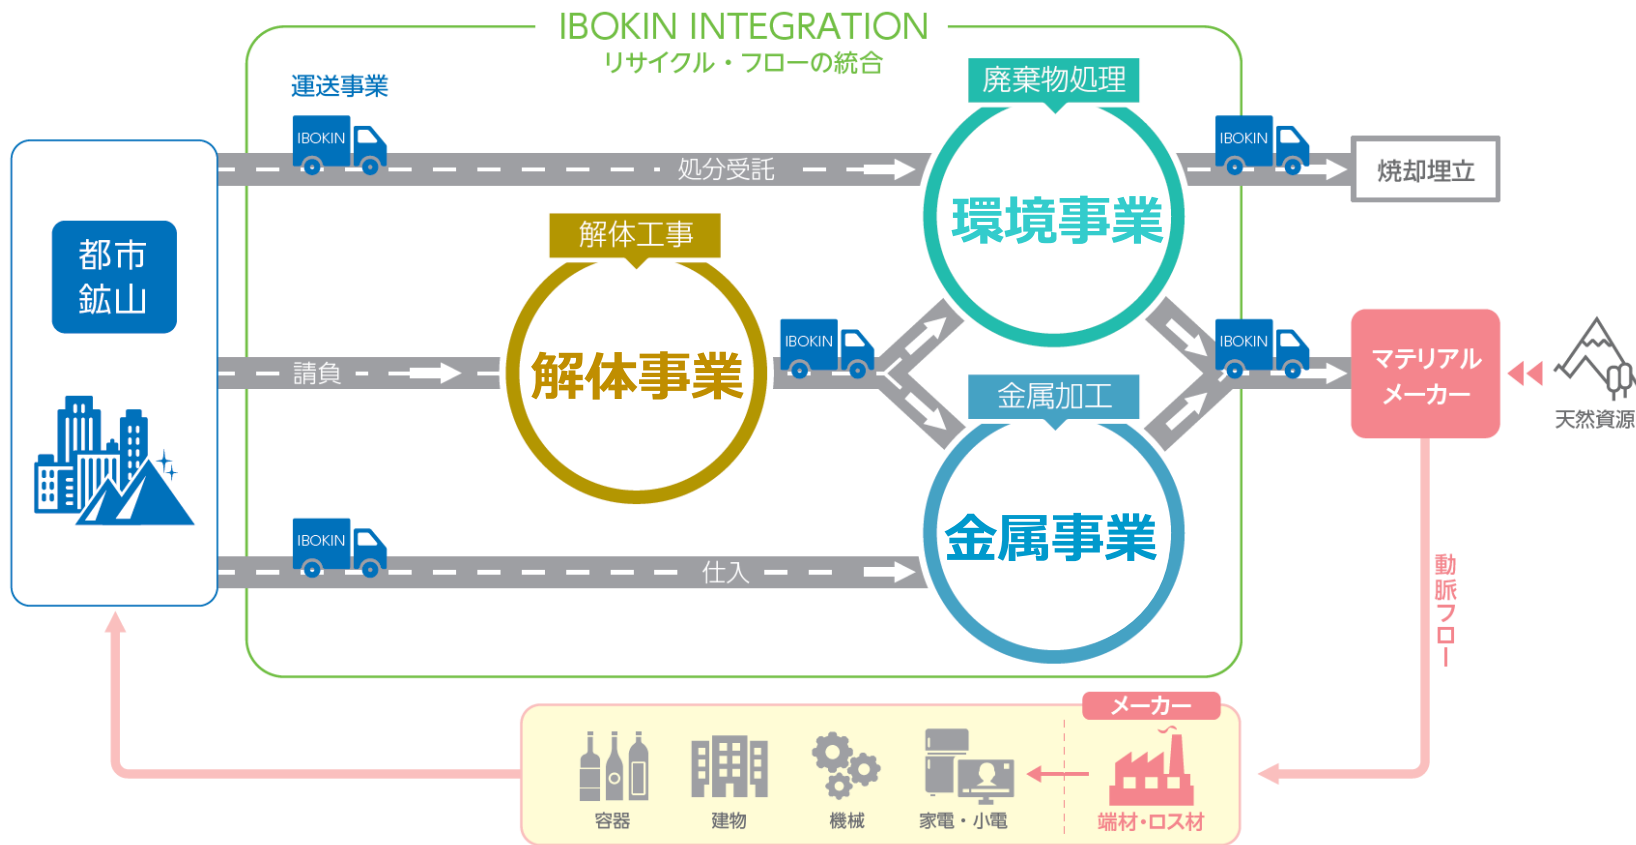 IBOKIN INTEGRATION
リサイクル・フローの統合
運送事業
IBOKIN
処分受託
廃棄物処理
環境事業
IBOKIN
焼却埋立
都市
鉱山
解体工事
解体事業
請負
IBOKIN
金属加工
金属事業
IBOKIN
マテリアル
メーカー
天然資源
IBOKIN
仕入
動脈フロー
メーカー
容器
建物
機械
家電・小電
端材・ロス材